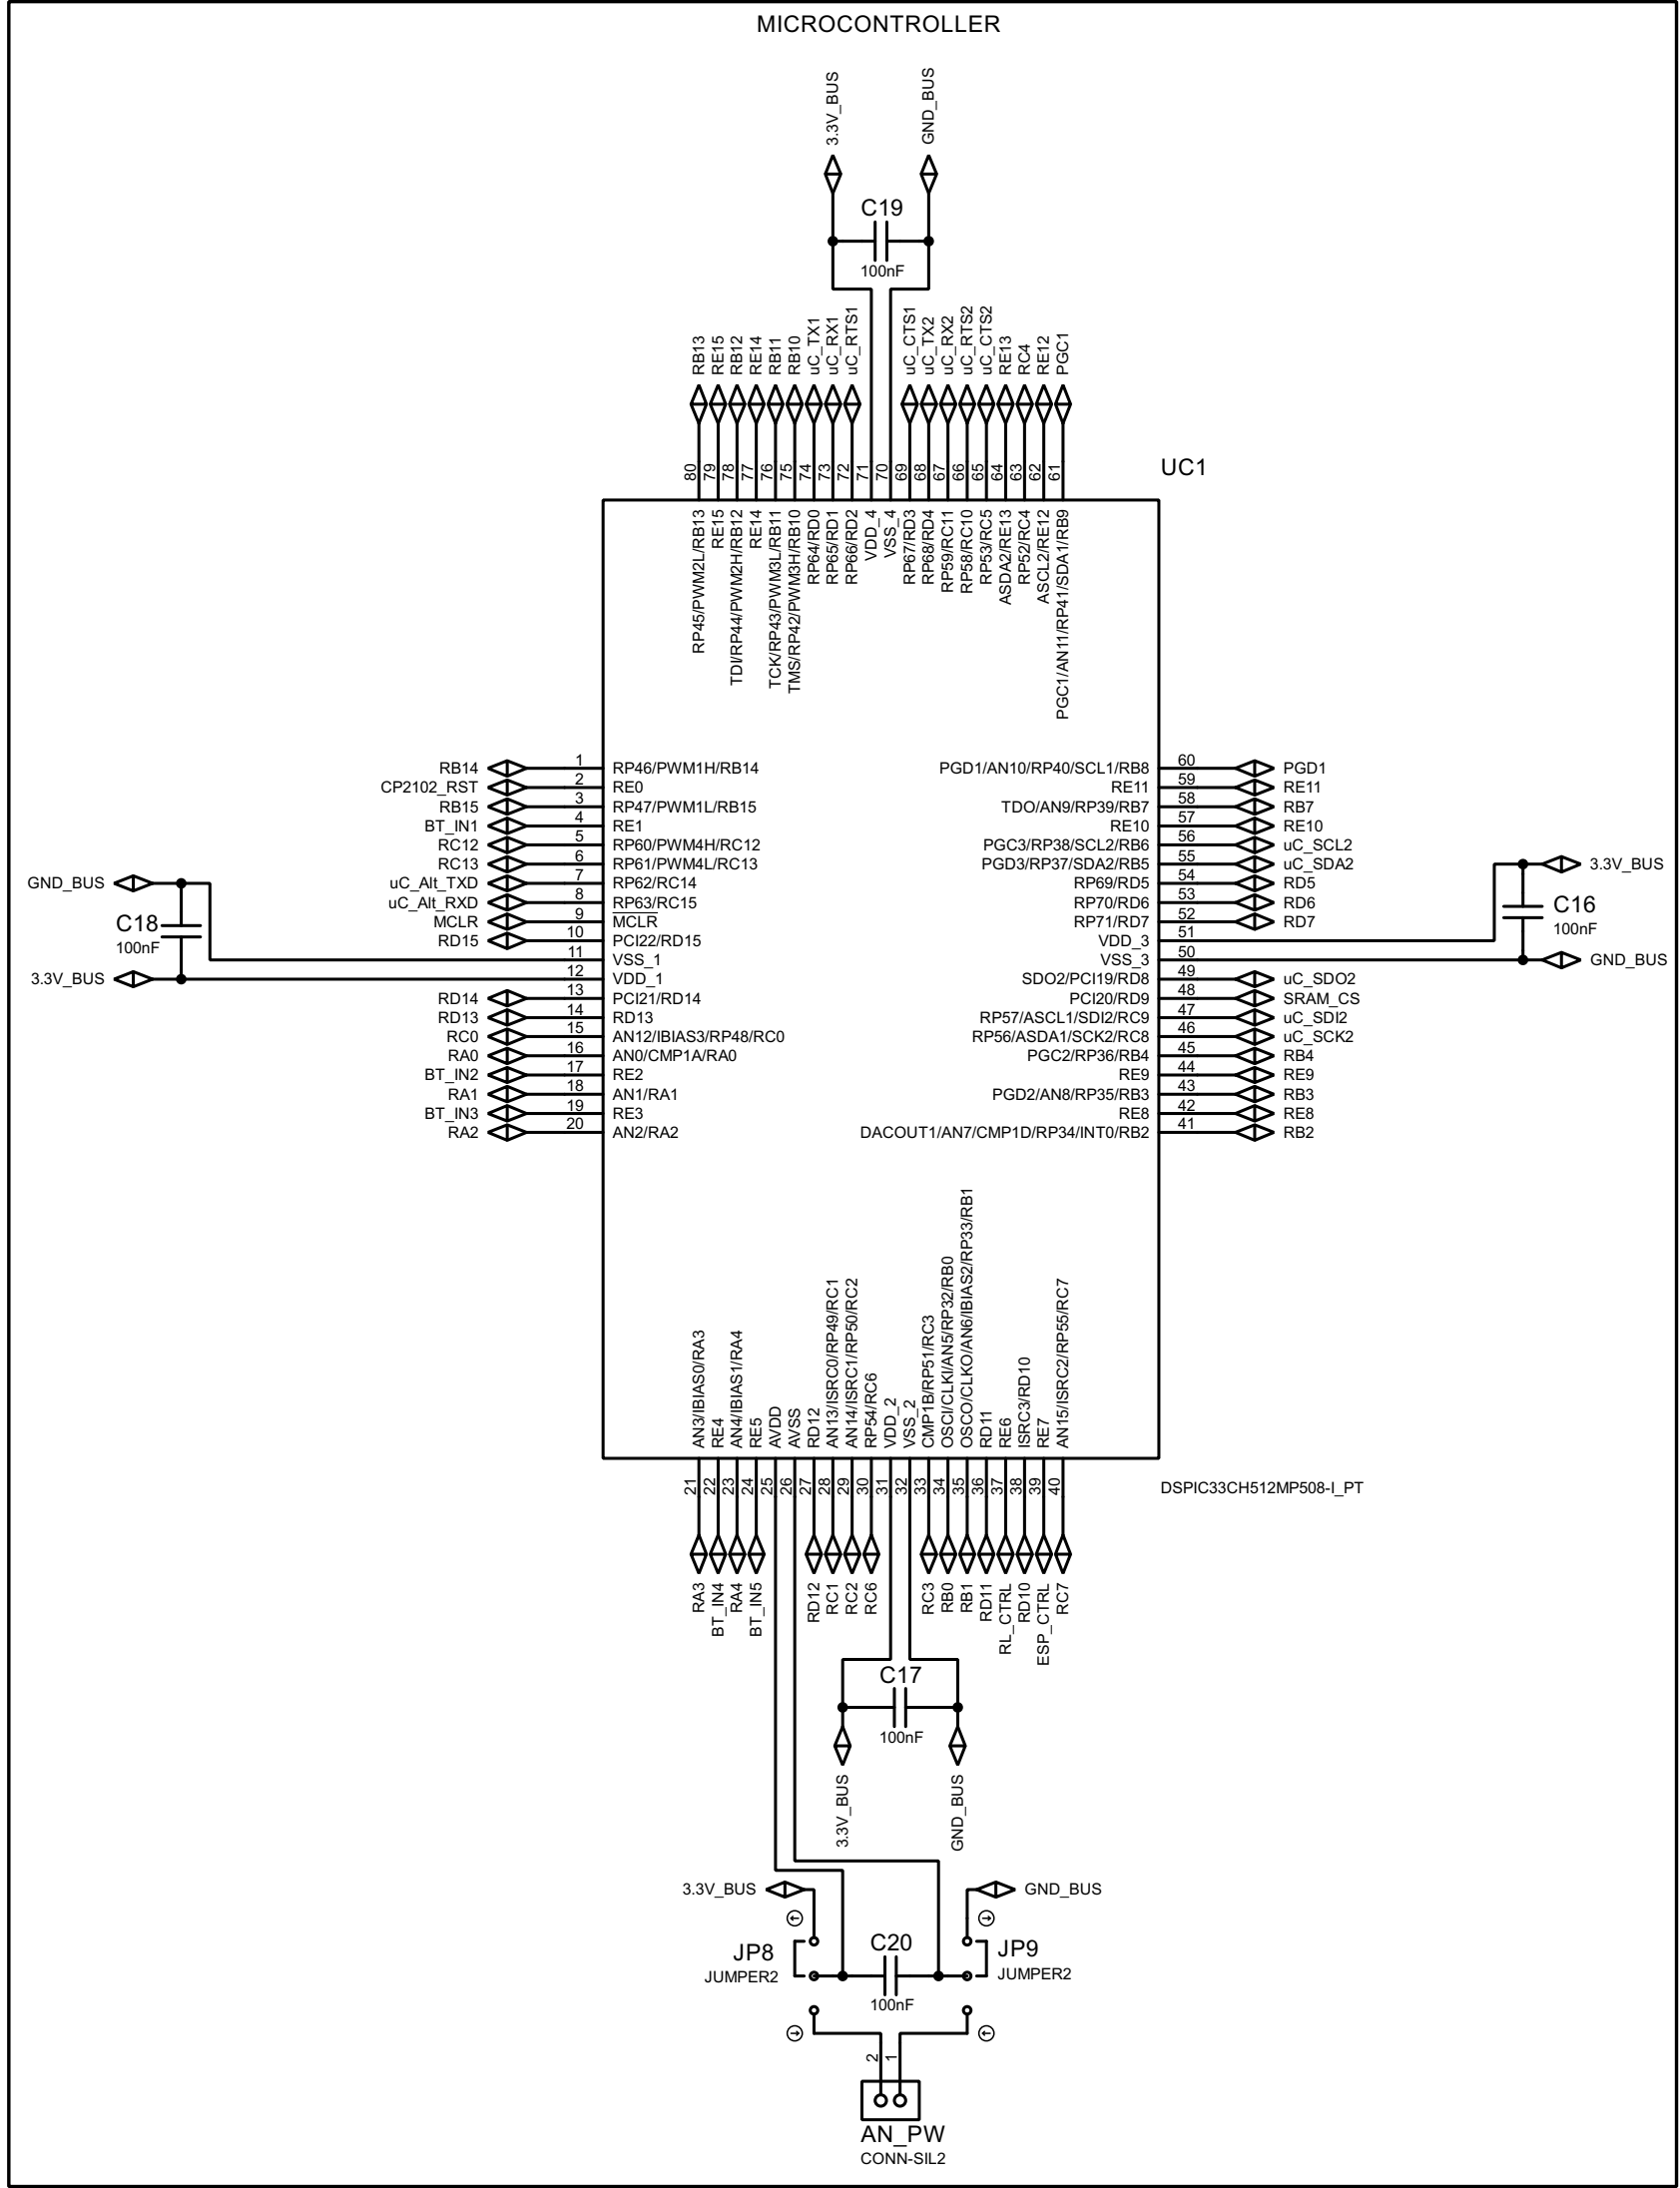 MICROCONTROLLER
3.3V_BUS
GND_BUS
C19
100nF
RB13
RE15
RB12
RE14
RB11
RB10
uC_TX1
uC_RX1
uC_RTS1
uC_CTS1
uC_TX2
uC_RX2
uC_RTS2
uC_CTS2
RE13
RC4
RE12
PGC1
80
79
78
77
76
75
74
73
72
71
70
69
68
67
66
65
64
63
62
61
UC1
RP45/PWM2L/RB13
RE15
TDI/RP44/PWM2H/RB12
RE14
TCK/RP43/PWM3L/RB11
TMS/RP42/PWM3H/RB10
RP64/RD0
RP65/RD1
RP66/RD2
VDD_4
VSS_4
RP67/RD3
RP68/RD4
RP59/RC11
RP58/RC10
RP53/RC5
ASDA2/RE13
RP52/RC4
ASCL2/RE12
PGC1/AN11/RP41/SDA1/RB9
RB14 1 RP46/PWM1H/RB14
CP2102_RST 2 RE0
RB15 3 RP47/PWM1L/RB15
BT_IN1 4 RE1
RC12 5 RP60/PWM4H/RC12
RC13 6 RP61/PWM4L/RC13
uC_Alt_TXD 7 RP62/RC14
uC_Alt_RXD 8 RP63/RC15
MCLR 9 MCLR
RD15 10 PCI22/RD15
11 VSS_1
12 VDD_1
RD14 13 PCI21/RD14
RD13 14 RD13
RC0 15 AN12/IBIAS3/RP48/RC0
RA0 16 AN0/CMP1A/RA0
BT_IN2 17 RE2
RA1 18 AN1/RA1
BT_IN3 19 RE3
RA2 20 AN2/RA2
GND_BUS
C18
100nF
3.3V_BUS
PGD1/AN10/RP40/SCL1/RB8 60 PGD1
RE11 59 RE11
TDO/AN9/RP39/RB7 58 RB7
RE10 57 RE10
PGC3/RP38/SCL2/RB6 56 uC_SCL2
PGD3/RP37/SDA2/RB5 55 uC_SDA2
RP69/RD5 54 RD5
RP70/RD6 53 RD6
RP71/RD7 52 RD7
VDD_3 51
VSS_3 50
SDO2/PCI19/RD8 49 uC_SDO2
PCI20/RD9 48 SRAM_CS
RP57/ASCL1/SDI2/RC9 47 uC_SDI2
RP56/ASDA1/SCK2/RC8 46 uC_SCK2
PGC2/RP36/RB4 45 RB4
RE9 44 RE9
PGD2/AN8/RP35/RB3 43 RB3
RE8 42 RE8
DACOUT1/AN7/CMP1D/RP34/INT0/RB2 41 RB2
3.3V_BUS
C16
100nF
GND_BUS
AN3/IBIAS0/RA3
RE4
AN4/IBIAS1/RA4
RE5
AVDD
AVSS
RD12
AN13/ISRC0/RP49/RC1
AN14/ISRC1/RP50/RC2
RP54/RC6
VDD_2
VSS_2
CMP1B/RP51/RC3
OSCI/CLKI/AN5/RP32/RB0
OSCO/CLKO/AN6/IBIAS2/RP33/RB1
RD11
RE6
ISRC3/RD10
RE7
AN15/ISRC2/RP55/RC7
21
22
23
24
25
26
27
28
29
30
31
32
33
34
35
36
37
38
39
40
DSPIC33CH512MP508-I_PT
RA3
BT_IN4
RA4
BT_IN5
RD12
RC1
RC2
RC6
RC3
RB0
RB1
RD11
RL_CTRL
RD10
ESP_CTRL
RC7
C17
100nF
3.3V_BUS
GND_BUS
3.3V_BUS
GND_BUS
JP8
JUMPER2
C20
100nF
JP9
JUMPER2
2
1
AN_PW
CONN-SIL2